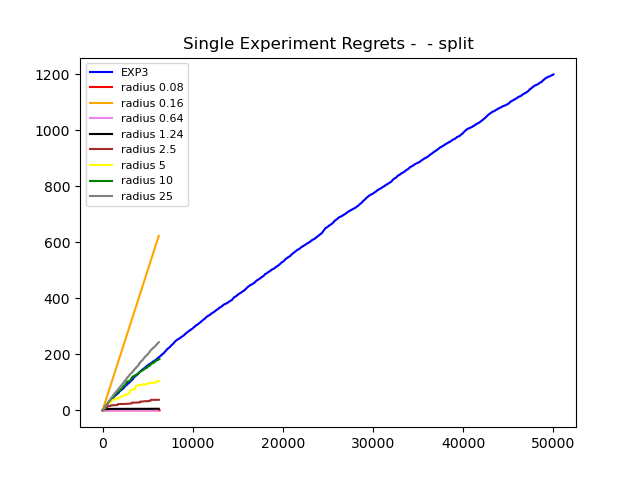 Single Experiment Regrets -  - split
EXP3
radius 0.08
radius 0.16
radius 0.64
radius 1.24
radius 2.5
radius 5
radius 10
radius 25
1200
1000
800
600
400
200
0
0 10000 20000 30000 40000 50000